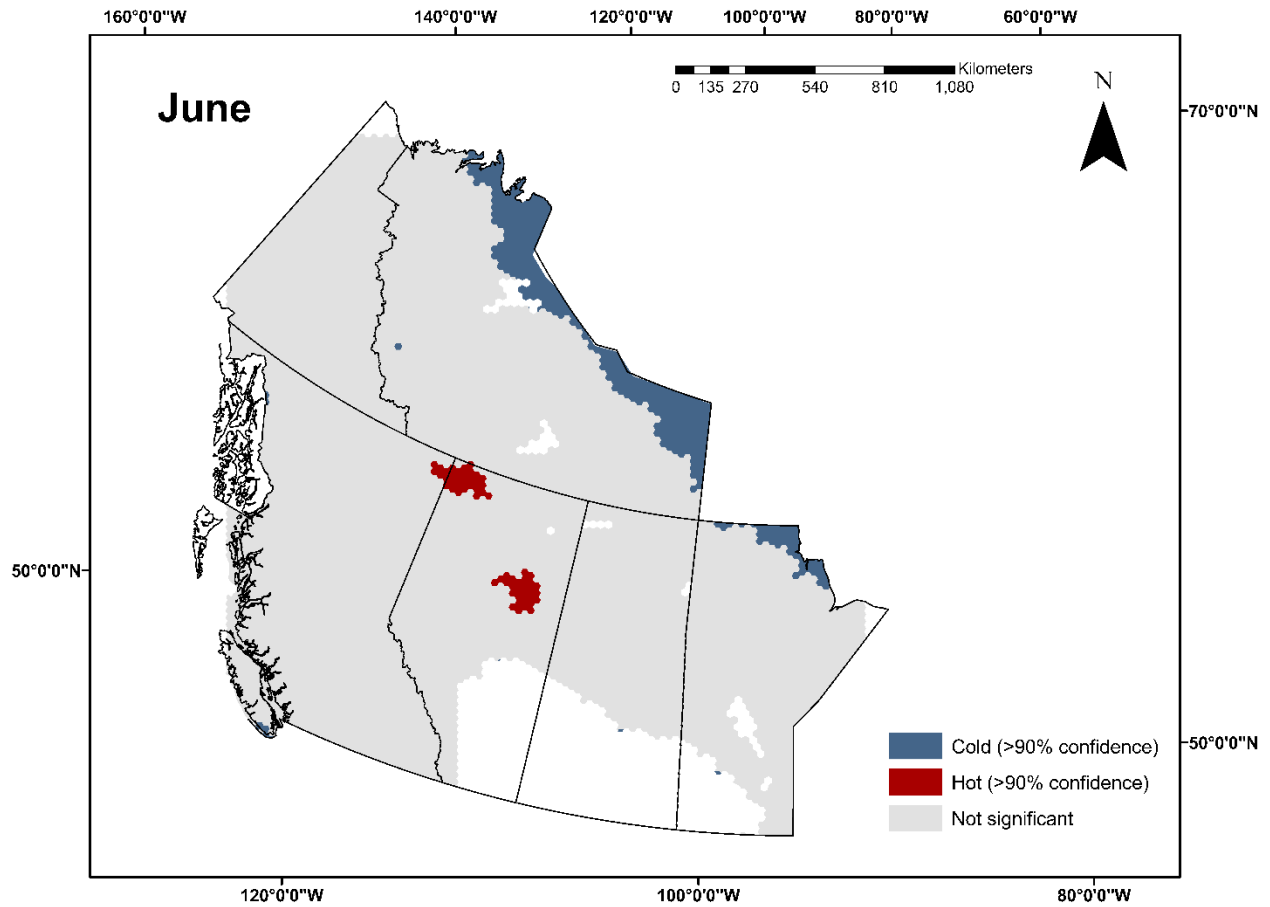 160°0'0"W 140°0'0"W 120°0'0"W 100°0'0"W 80°0'0"W 60°0'0"W
Kilometers
0 135 270 540 810 1,080
N
June
70°0'0"N
50°0'0"N
50°0'0"N
Cold (>90% confidence)
Hot (>90% confidence)
Not significant
120°0'0"W 100°0'0"W 80°0'0"W